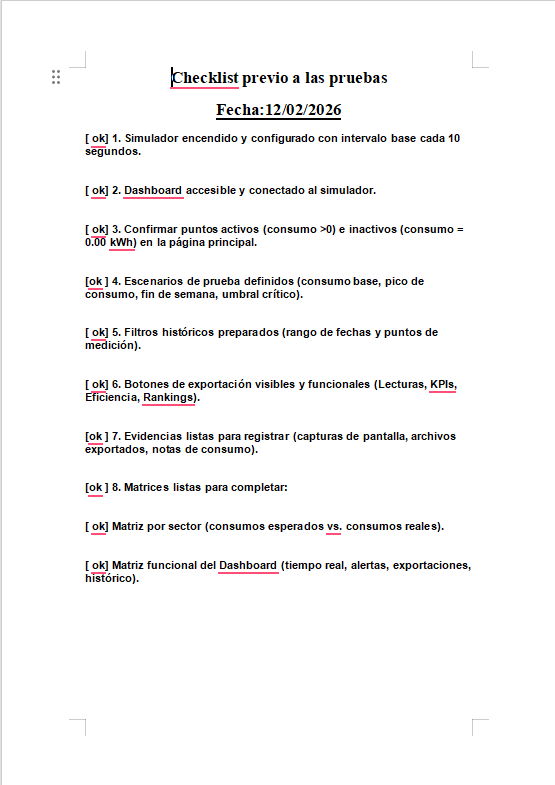 Checklist previo a las pruebas
Fecha:12/02/2026
[ ok] 1. Simulador encendido y configurado con intervalo base cada 10
segundos.
[ ok] 2. Dashboard accesible y conectado al simulador.
[ ok] 3. Confirmar puntos activos (consumo >0) e inactivos (consumo =
0.00 kWh) en la página principal.
[ok ] 4. Escenarios de prueba definidos (consumo base, pico de
consumo, fin de semana, umbral crítico).
[ ok] 5. Filtros históricos preparados (rango de fechas y puntos de
medición).
[ ok] 6. Botones de exportación visibles y funcionales (Lecturas, KPIs,
Eficiencia, Rankings).
[ok ] 7. Evidencias listas para registrar (capturas de pantalla, archivos
exportados, notas de consumo).
[ok ] 8. Matrices listas para completar:
[ ok] Matriz por sector (consumos esperados vs. consumos reales).
[ ok] Matriz funcional del Dashboard (tiempo real, alertas, exportaciones,
histórico).